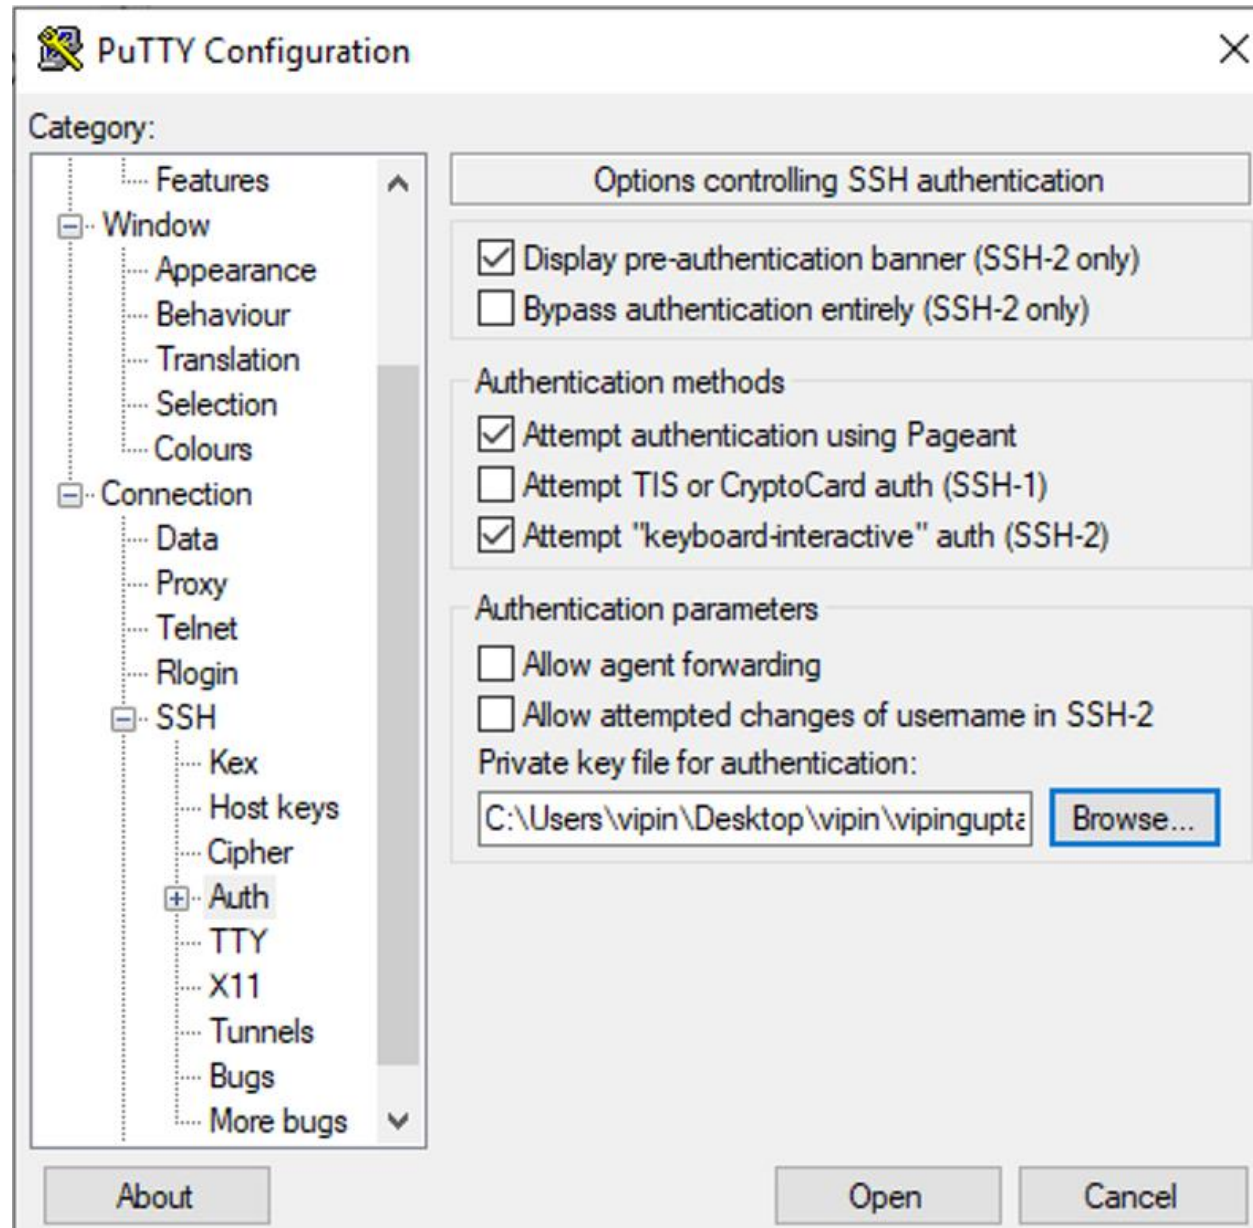 PuTTY Configuration
Category:
Features
Window
Appearance
Behaviour
Translation
Selection
Colours
Connection
Data
Proxy
Telnet
Rlogin
SSH
Kex
Host keys
Cipher
Auth
TTY
X11
Tunnels
Bugs
More bugs
Options controlling SSH authentication
Display pre-authentication banner (SSH-2 only)
Bypass authentication entirely (SSH-2 only)
Authentication methods
Attempt authentication using Pageant
Attempt TIS or CryptoCard auth (SSH-1)
Attempt "keyboard-interactive" auth (SSH-2)
Authentication parameters
Allow agent forwarding
Allow attempted changes of username in SSH-2
Private key file for authentication:
C:\Users\vipin\Desktop\vipin\vipingupta
Browse...
About
Open
Cancel